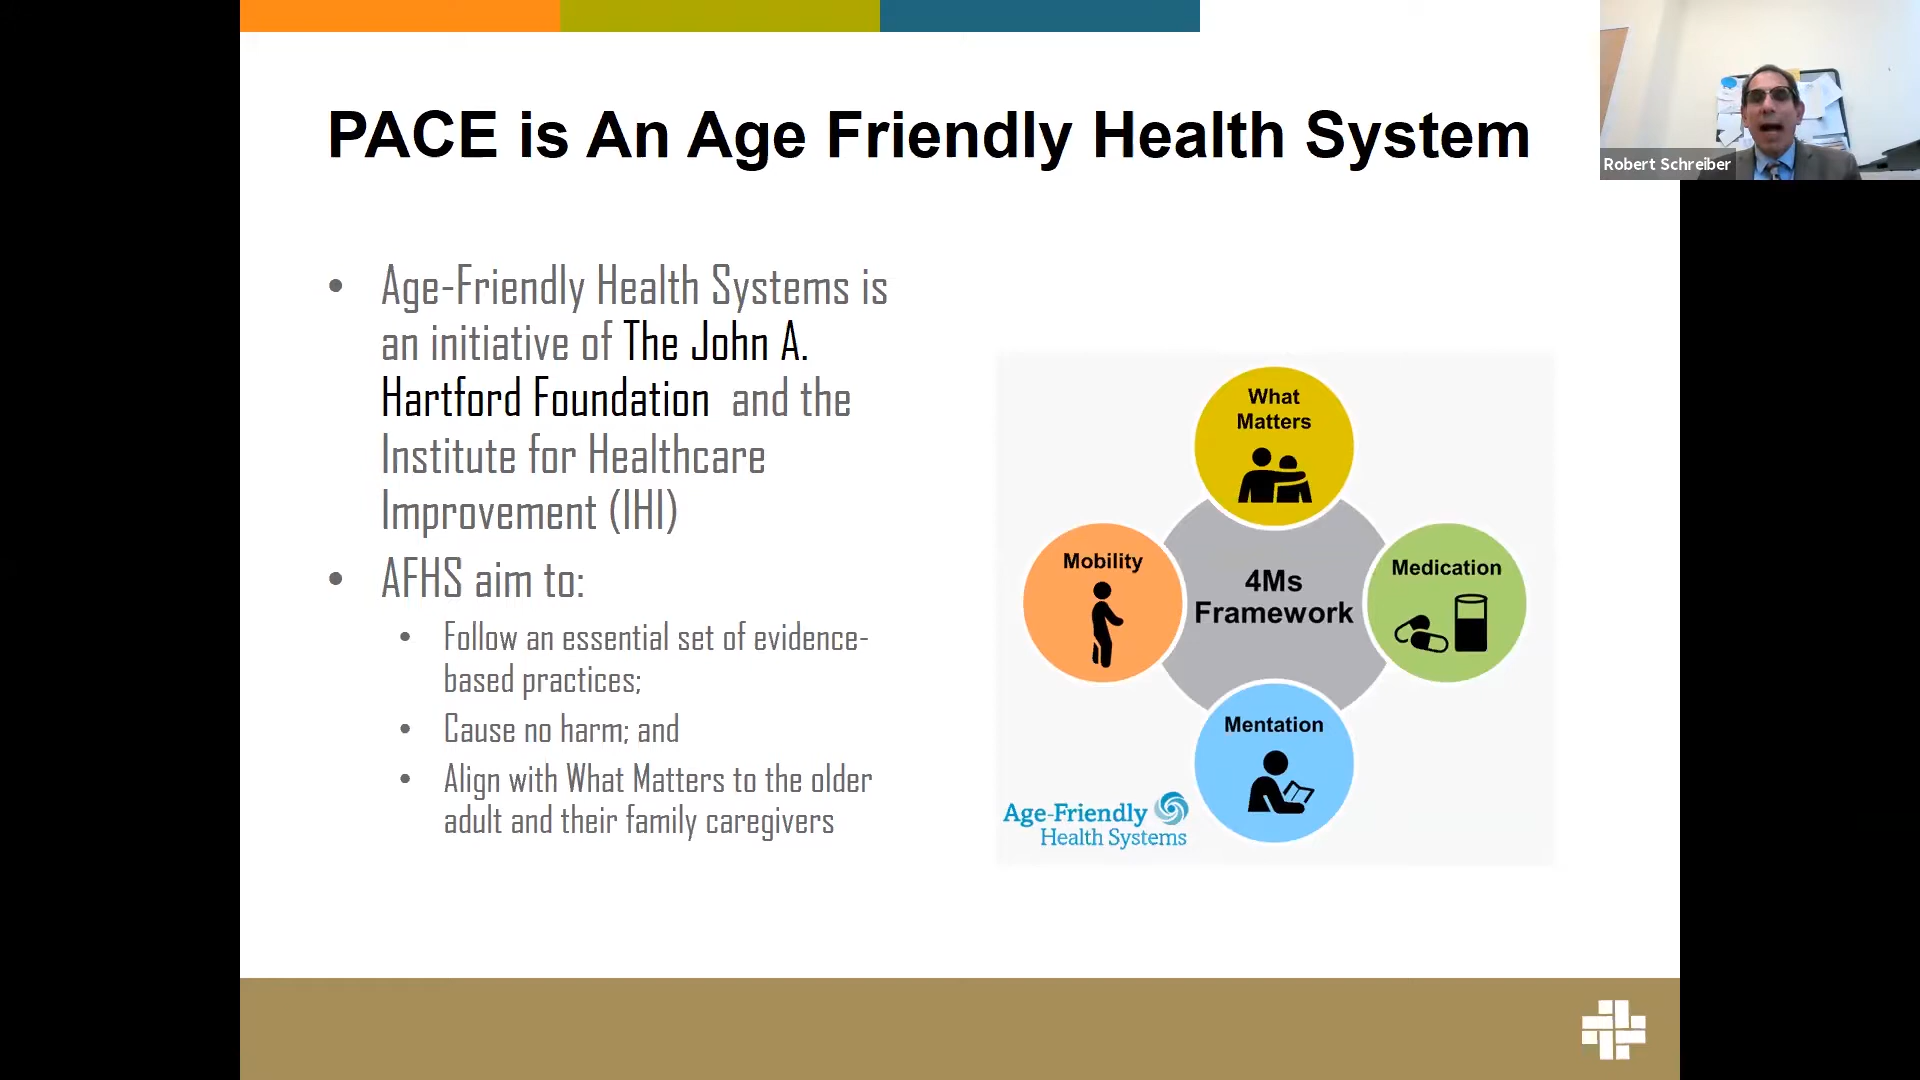 PACE is An Age Friendly Health System
Robert Schreiber
• Age-Friendly Health Systems is
an initiative of The John A.
Hartford Foundation and the
Institute for Healthcare
Improvement (IHI)
• AFHS aim to:
• Follow an essential set of evidence-
based practices;
• Cause no harm; and
• Align with What Matters to the older
adult and their family caregivers
What
Matters
Mobility
4Ms
Framework
Medication
Mentation
Age-Friendly
Health Systems